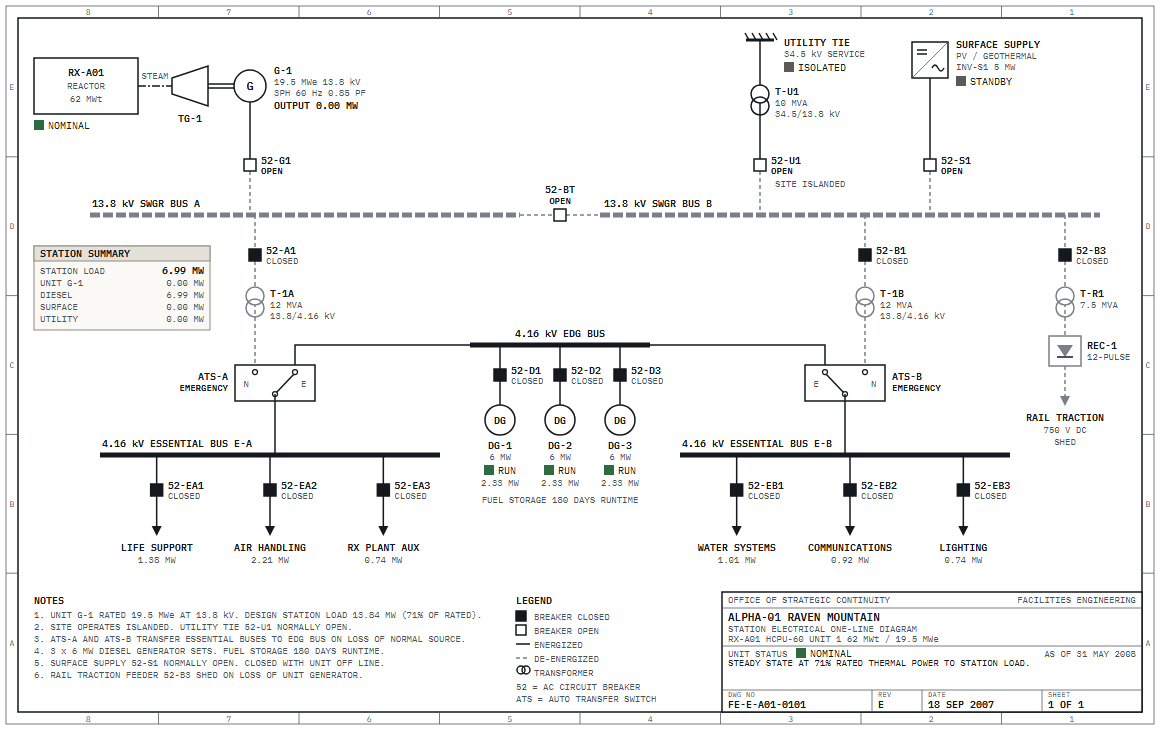 8 7 6 5 4 3 2 1
E
D
C
B
A
RX-A01
REACTOR
62 MWt
NOMINAL
STEAM
TG-1
G
G-1
19.5 MWe 13.8 kV
3PH 60 Hz 0.85 PF
OUTPUT 0.00 MW
UTILITY TIE
34.5 kV SERVICE
ISOLATED
T-U1
10 MVA
34.5/13.8 kV
SURFACE SUPPLY
PV / GEOTHERMAL
INV-S1 5 MW
STANDBY
52-G1
OPEN
52-U1
OPEN
SITE ISLANDED
52-S1
OPEN
52-BT
OPEN
13.8 kV SWGR BUS A
13.8 kV SWGR BUS B
STATION SUMMARY
STATION LOAD 6.99 MW
UNIT G-1 0.00 MW
DIESEL 6.99 MW
SURFACE 0.00 MW
UTILITY 0.00 MW
52-A1
CLOSED
T-1A
12 MVA
13.8/4.16 kV
52-B1
CLOSED
T-1B
12 MVA
13.8/4.16 kV
52-B3
CLOSED
T-R1
7.5 MVA
REC-1
12-PULSE
RAIL TRACTION
750 V DC
SHED
4.16 kV EDG BUS
ATS-A
EMERGENCY
N E
52-D1
CLOSED
52-D2
CLOSED
52-D3
CLOSED
E N
ATS-B
EMERGENCY
DG DG DG
DG-1 DG-2 DG-3
6 MW 6 MW 6 MW
RUN RUN RUN
2.33 MW 2.33 MW 2.33 MW
FUEL STORAGE 180 DAYS RUNTIME
4.16 kV ESSENTIAL BUS E-A
52-EA1
CLOSED
52-EA2
CLOSED
52-EA3
CLOSED
LIFE SUPPORT
1.38 MW
AIR HANDLING
2.21 MW
RX PLANT AUX
0.74 MW
4.16 kV ESSENTIAL BUS E-B
52-EB1
CLOSED
52-EB2
CLOSED
52-EB3
CLOSED
WATER SYSTEMS
1.01 MW
COMMUNICATIONS
0.92 MW
LIGHTING
0.74 MW
NOTES
1. UNIT G-1 RATED 19.5 MWe AT 13.8 kV. DESIGN STATION LOAD 13.84 MW (71% OF RATED).
2. SITE OPERATES ISLANDED. UTILITY TIE 52-U1 NORMALLY OPEN.
3. ATS-A AND ATS-B TRANSFER ESSENTIAL BUSES TO EDG BUS ON LOSS OF NORMAL SOURCE.
4. 3 x 6 MW DIESEL GENERATOR SETS. FUEL STORAGE 180 DAYS RUNTIME.
5. SURFACE SUPPLY 52-S1 NORMALLY OPEN. CLOSED WITH UNIT OFF LINE.
6. RAIL TRACTION FEEDER 52-B3 SHED ON LOSS OF UNIT GENERATOR.
LEGEND
BREAKER CLOSED
BREAKER OPEN
ENERGIZED
DE-ENERGIZED
TRANSFORMER
52 = AC CIRCUIT BREAKER
ATS = AUTO TRANSFER SWITCH
OFFICE OF STRATEGIC CONTINUITY FACILITIES ENGINEERING
ALPHA-01 RAVEN MOUNTAIN
STATION ELECTRICAL ONE-LINE DIAGRAM
RX-A01 HCPU-60 UNIT 1 62 MWt / 19.5 MWe
UNIT STATUS NOMINAL AS OF 31 MAY 2008
STEADY STATE AT 71% RATED THERMAL POWER TO STATION LOAD.
DWG NO REV DATE SHEET
FE-E-A01-0101 E 18 SEP 2007 1 OF 1
E
D
C
B
A
8 7 6 5 4 3 2 1